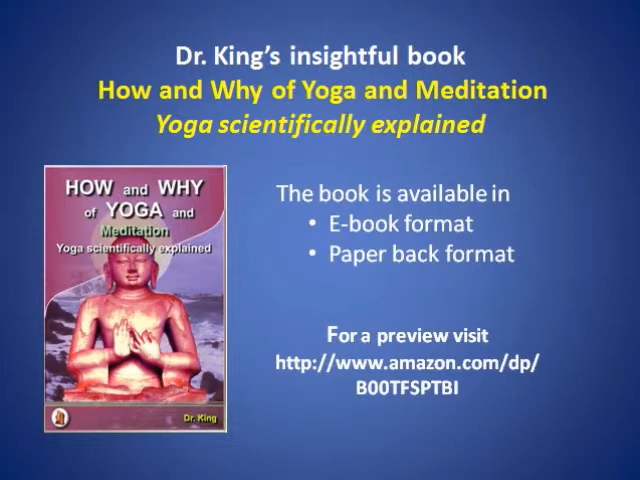 Dr. King's insightful book
How and Why of Yoga and Meditation
Yoga scientifically explained
HOW and WHY
of YOGA and
Meditation
Yoga scientifically explained
Dr. King
The book is available in
• E-book format
• Paper back format
For a preview visit
http://www.amazon.com/dp/
B00TFSPTBI